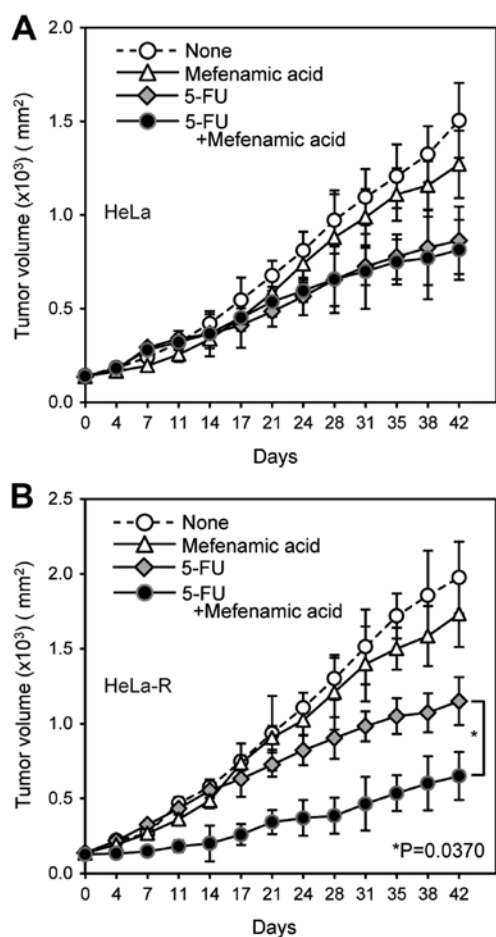 A
Tumor volume (x10³) ( mm²)
2.0
1.5
1.0
0.5
0.0
None
Mefenamic acid
5-FU
5-FU
+Mefenamic acid
HeLa
0 4 7 11 14 17 21 24 28 31 35 38 42
Days
B
Tumor volume (x10³) ( mm²)
2.5
2.0
1.5
1.0
0.5
0.0
None
Mefenamic acid
5-FU
5-FU
+Mefenamic acid
HeLa-R
*
*P=0.0370
0 4 7 11 14 17 21 24 28 31 35 38 42
Days